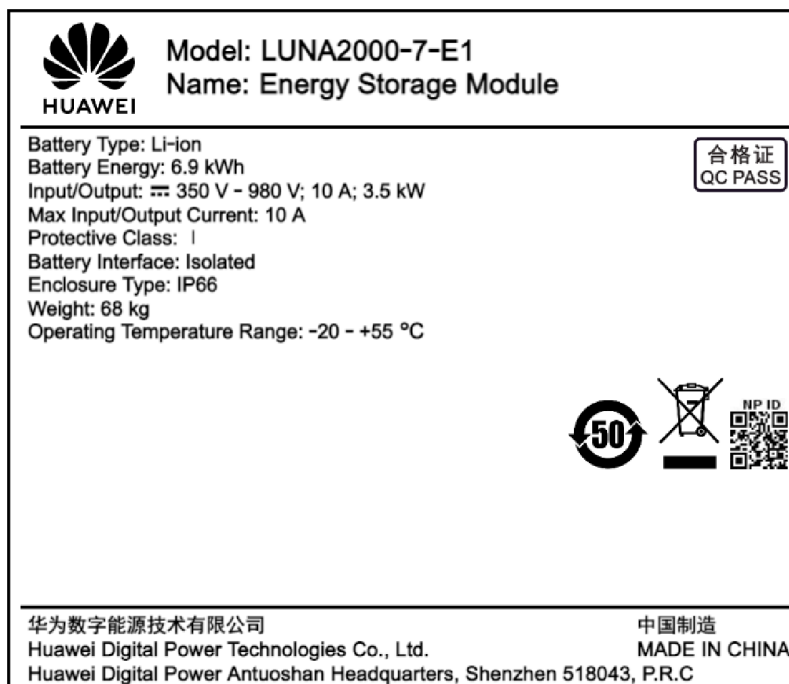 HUAWEI
Model: LUNA2000-7-E1
Name: Energy Storage Module
Battery Type: Li-ion
Battery Energy: 6.9 kWh
Input/Output: ⎓ 350 V - 980 V; 10 A; 3.5 kW
Max Input/Output Current: 10 A
Protective Class: I
Battery Interface: Isolated
Enclosure Type: IP66
Weight: 68 kg
Operating Temperature Range: -20 - +55 °C
合格证
QC PASS
50
NP ID
华为数字能源技术有限公司
Huawei Digital Power Technologies Co., Ltd.
Huawei Digital Power Antuoshan Headquarters, Shenzhen 518043, P.R.C
中国制造
MADE IN CHINA